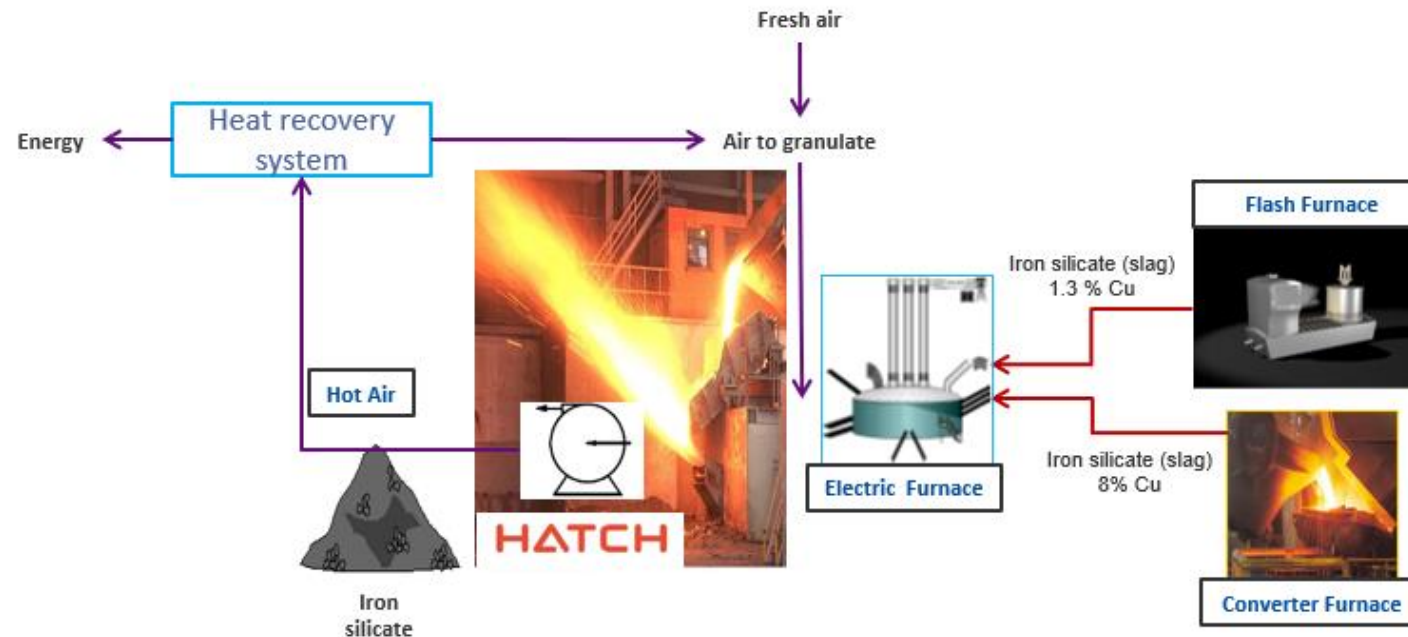 Fresh air
Energy
Heat recovery
system
Air to granulate
Flash Furnace
Iron silicate (slag)
1.3 % Cu
Hot Air
Electric Furnace
Iron silicate (slag)
8% Cu
HATCH
Iron
silicate
Converter Furnace